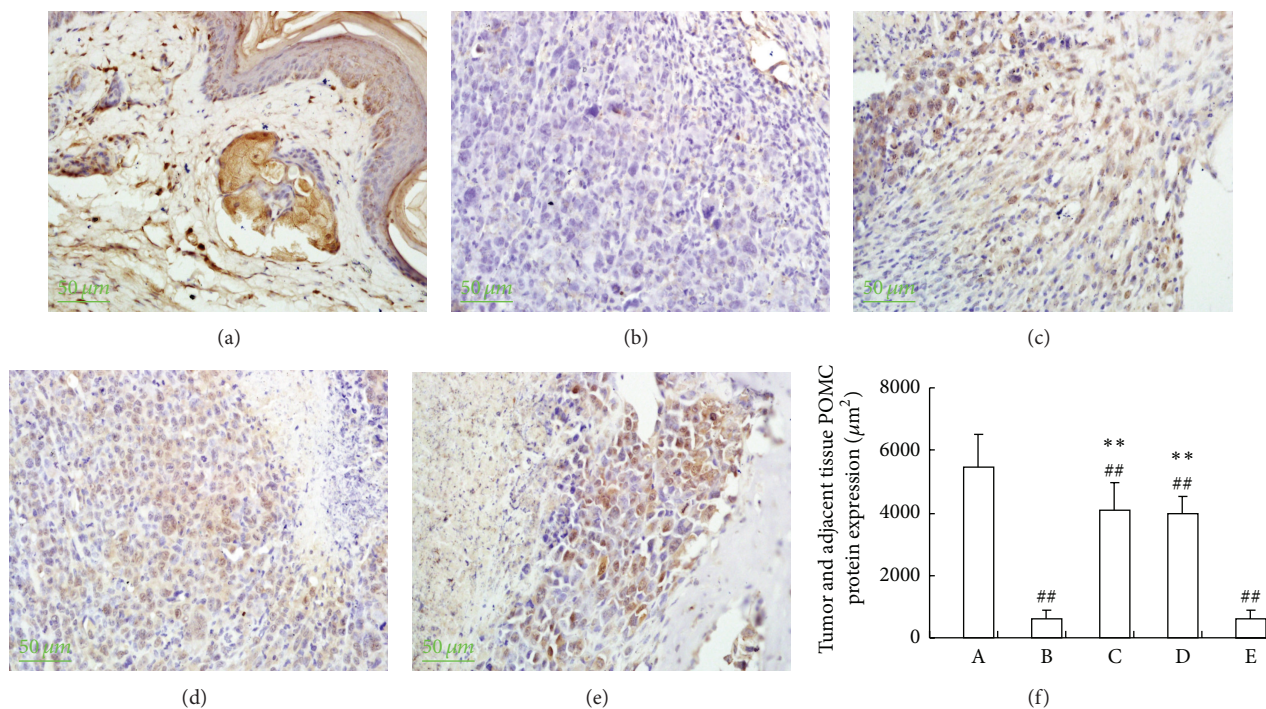 50 μm
(a)
50 μm
(b)
50 μm
(c)
50 μm
(d)
50 μm
(e)
Tumor and adjacent tissue POMC
protein expression (μm²)
8000
6000
4000
2000
0
**
##
**
##
##
##
A B C D E
(f)